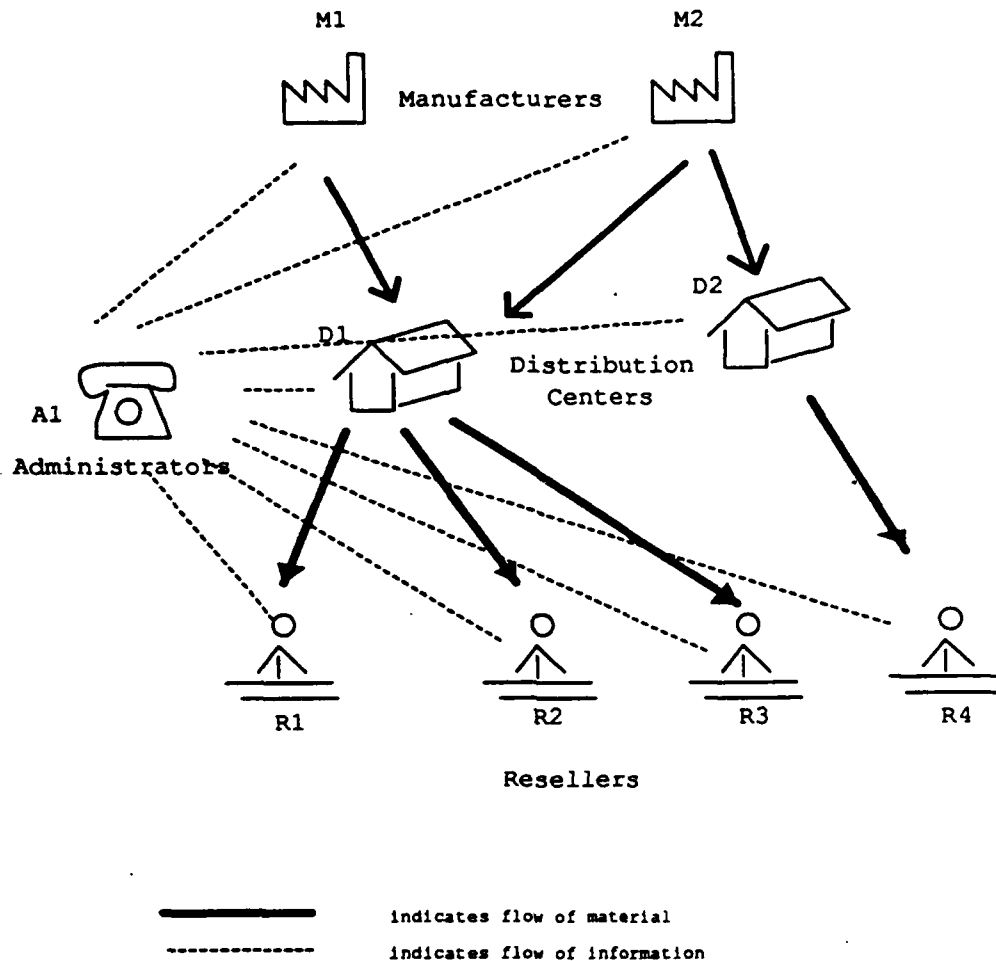 M1
M2
Manufacturers
D2
D1
Distribution
Centers
A1
Administrators
R1
R2
R3
R4
Resellers
indicates flow of material
indicates flow of information